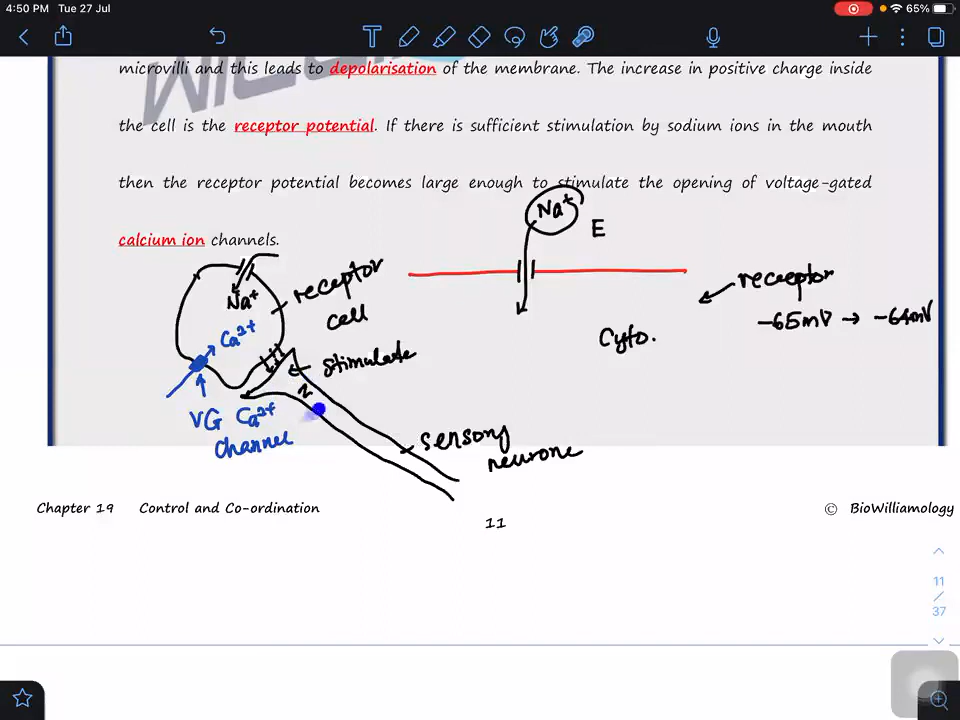 4:50 PM Tue 27 Jul
65%
microvilli and this leads to depolarisation of the membrane. The increase in positive charge inside
the cell is the receptor potential. If there is sufficient stimulation by sodium ions in the mouth
then the receptor potential becomes large enough to stimulate the opening of voltage-gated
calcium ion channels.
Na+
E
receptor
cell
Na+
Ca2+
receeptor
-65mV → -64mV
Cyto.
stimulate
VG Ca2+
channel
sensory
neurone
Chapter 19 Control and Co-ordination
© BioWilliamology
11
11
/
37